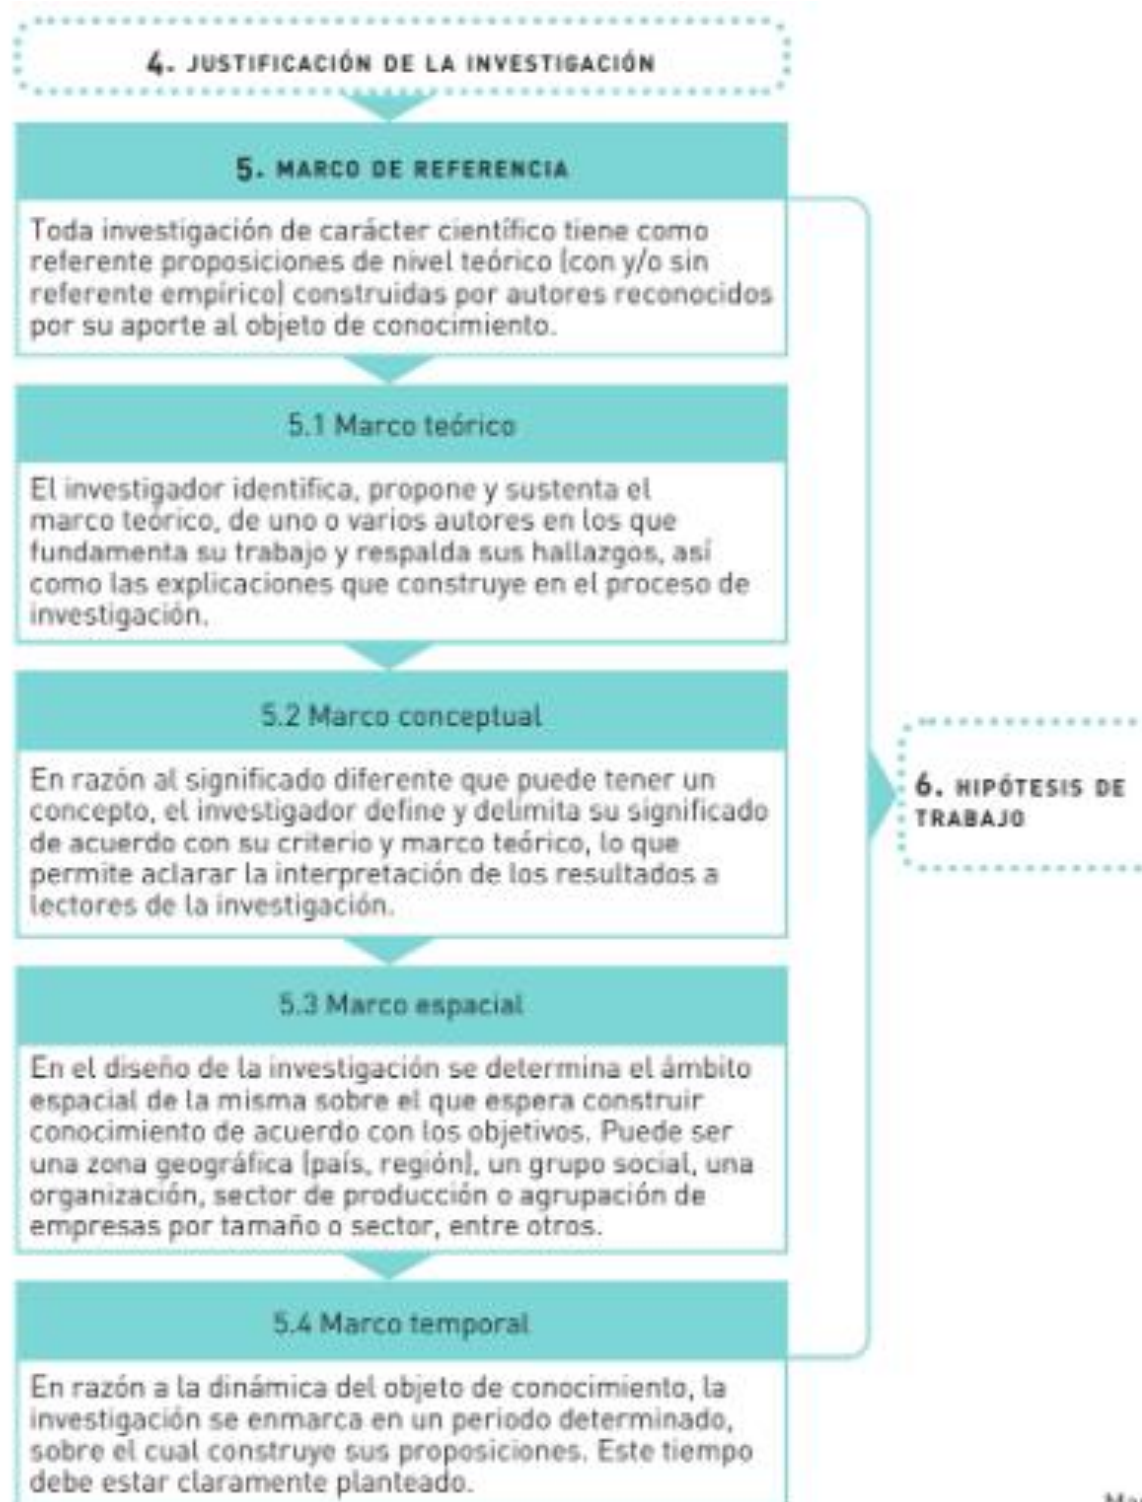 4. JUSTIFICACIÓN DE LA INVESTIGACIÓN
5. MARCO DE REFERENCIA
Toda investigación de carácter científico tiene como
referente proposiciones de nivel teórico (con y/o sin
referente empírico) construidas por autores reconocidos
por su aporte al objeto de conocimiento.
5.1 Marco teórico
El investigador identifica, propone y sustenta el
marco teórico, de uno o varios autores en los que
fundamenta su trabajo y respalda sus hallazgos, así
como las explicaciones que construye en el proceso de
investigación.
5.2 Marco conceptual
En razón al significado diferente que puede tener un
concepto, el investigador define y delimita su significado
de acuerdo con su criterio y marco teórico, lo que
permite aclarar la interpretación de los resultados a
lectores de la investigación.
5.3 Marco espacial
En el diseño de la investigación se determina el ámbito
espacial de la misma sobre el que espera construir
conocimiento de acuerdo con los objetivos. Puede ser
una zona geográfica (país, región), un grupo social, una
organización, sector de producción o agrupación de
empresas por tamaño o sector, entre otros.
5.4 Marco temporal
En razón a la dinámica del objeto de conocimiento, la
investigación se enmarca en un periodo determinado,
sobre el cual construye sus proposiciones. Este tiempo
debe estar claramente planteado.
6. HIPÓTESIS DE
TRABAJO